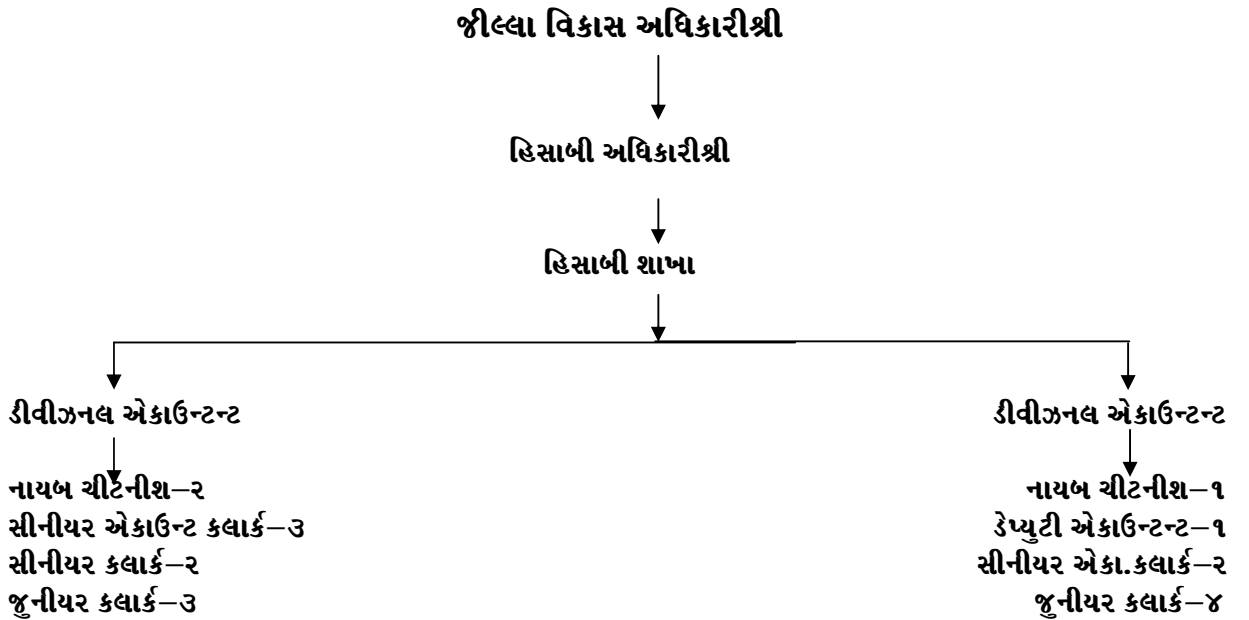 જીલ્લા વિકાસ અધિકારીશ્રી
હિસાબી અધિકારીશ્રી
હિસાબી શાખા
ડીવીઝનલ એકાઉન્ટન્ટ
નાયબ ચીટનીશ–૨
સીનીયર એકાઉન્ટ કલાર્ક–૩
સીનીયર કલાર્ક–૨
જુનીયર કલાર્ક–૩
ડીવીઝનલ એકાઉન્ટન્ટ
નાયબ ચીટનીશ–૧
ડેપ્યુટી એકાઉન્ટન્ટ–૧
સીનીયર એકા.કલાર્ક–૨
જુનીયર કલાર્ક–૪